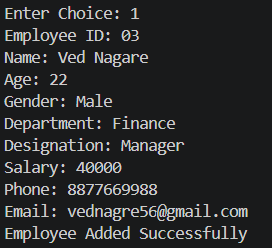 Enter Choice: 1
Employee ID: 03
Name: Ved Nagare
Age: 22
Gender: Male
Department: Finance
Designation: Manager
Salary: 40000
Phone: 8877669988
Email: vednagre56@gmail.com
Employee Added Successfully